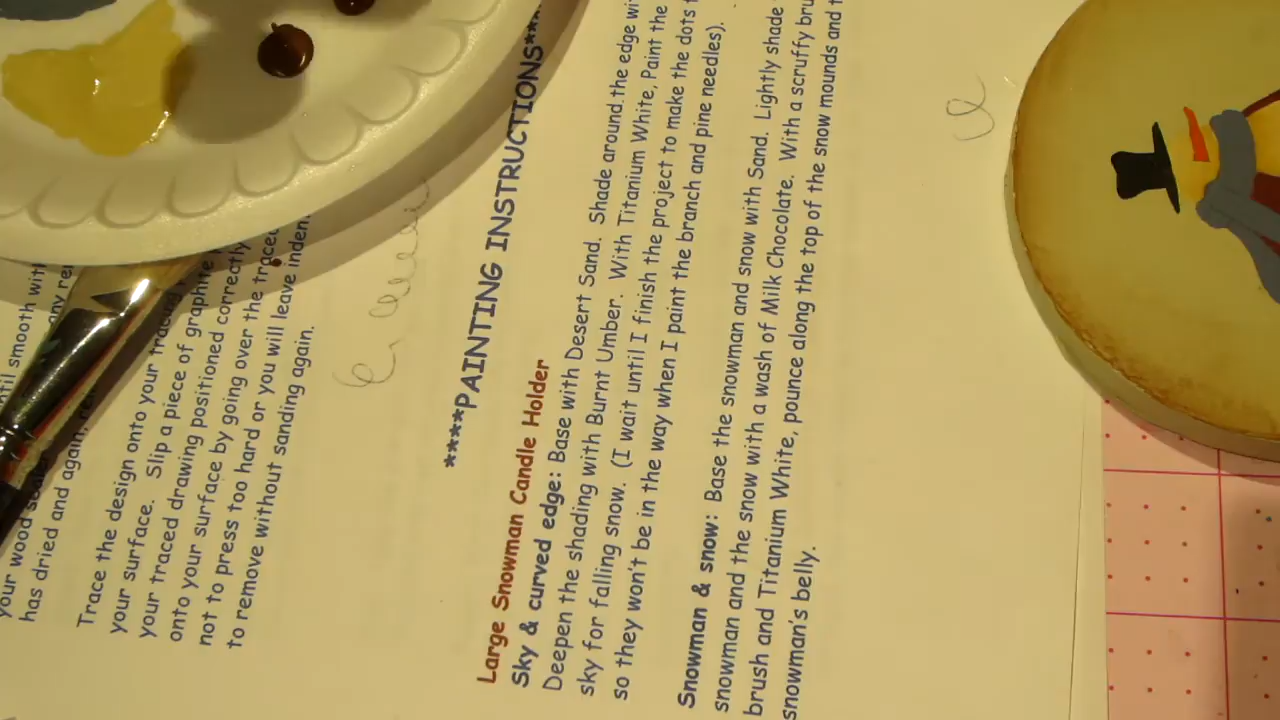 your wood
has dried and again,
Trace the design onto your tracing
your surface. Slip a piece of graphite
your traced drawing positioned correctly
onto your surface by going over the traced
not to press too hard or you will leave inden
to remove without sanding again.
****PAINTING INSTRUCTIONS***
Large Snowman Candle Holder
Sky & curved edge: Base with Desert Sand. Shade around the edge wi
Deepen the shading with Burnt Umber. With Titanium White, Paint the
sky for falling snow. (I wait until I finish the project to make the dots
so they won't be in the way when I paint the branch and pine needles).
Snowman & snow: Base the snowman and snow with Sand. Lightly shade
snowman and the snow with a wash of Milk Chocolate. With a scruffy bru
brush and Titanium White, pounce along the top of the snow mounds and
snowman's belly.